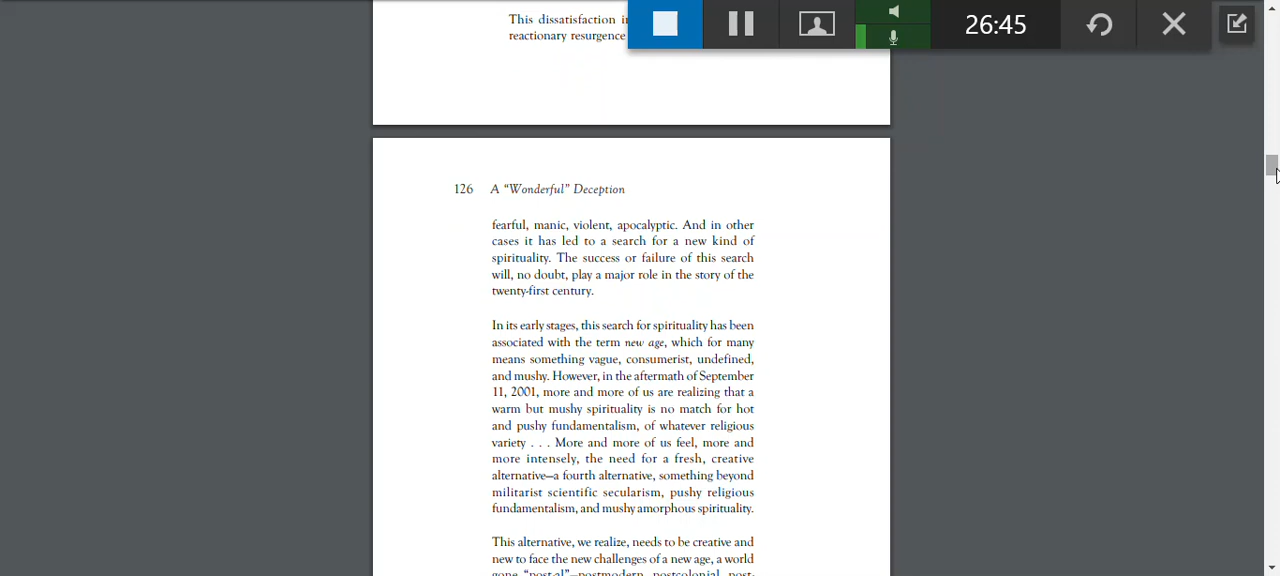 This dissatisfaction
reactionary resurgence
26:45
126 A “Wonderful” Deception
fearful, manic, violent, apocalyptic. And in other
cases it has led to a search for a new kind of
spirituality. The success or failure of this search
will, no doubt, play a major role in the story of the
twenty-first century.
In its early stages, this search for spirituality has been
associated with the term new age, which for many
means something vague, consumerist, undefined,
and mushy. However, in the aftermath of September
11, 2001, more and more of us are realizing that a
warm but mushy spirituality is no match for hot
and pushy fundamentalism, of whatever religious
variety . . . More and more of us feel, more and
more intensely, the need for a fresh, creative
alternative—a fourth alternative, something beyond
militarist scientific secularism, pushy religious
fundamentalism, and mushy amorphous spirituality.
This alternative, we realize, needs to be creative and
new to face the new challenges of a new age, a world
gone “post-al”—postmodern, postcolonial, post-